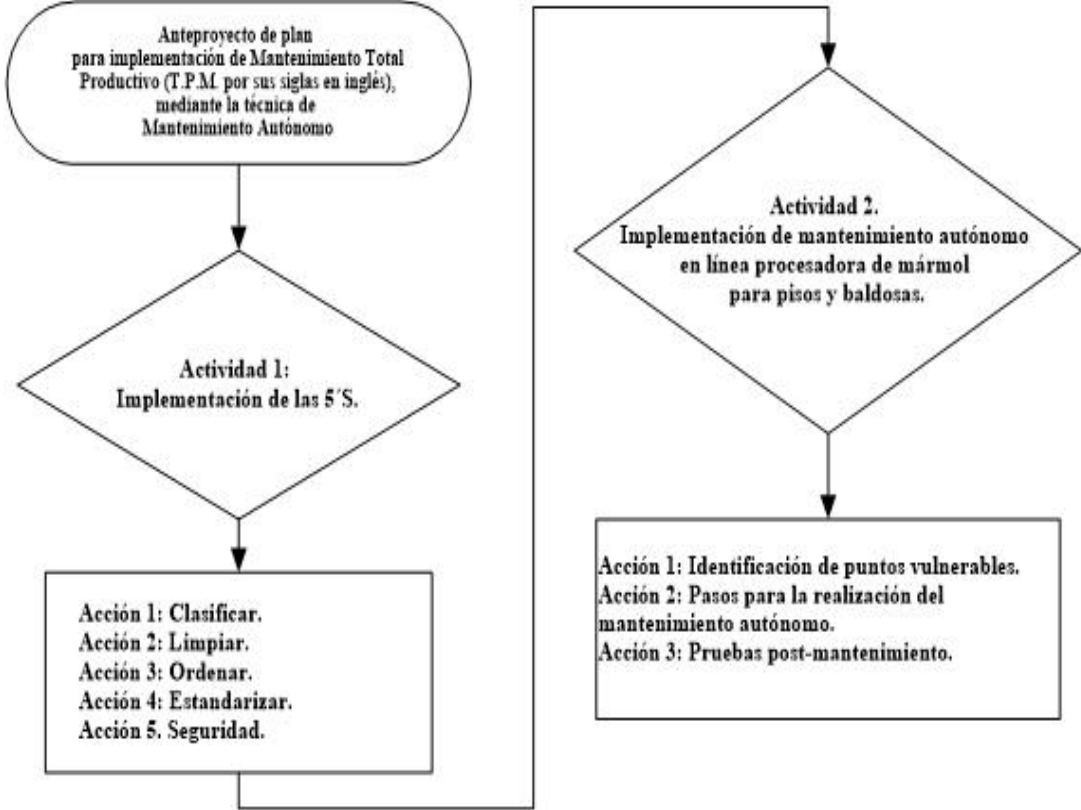 Anteproyecto de plan
para implementación de Mantenimiento Total
Productivo (T.P.M. por sus siglas en inglés),
mediante la técnica de
Mantenimiento Autónomo
Actividad 1:
Implementación de las 5´S.
Acción 1: Clasificar.
Acción 2: Limpiar.
Acción 3: Ordenar.
Acción 4: Estandarizar.
Acción 5. Seguridad.
Actividad 2.
Implementación de mantenimiento autónomo
en línea procesadora de mármol
para pisos y baldosas.
Acción 1: Identificación de puntos vulnerables.
Acción 2: Pasos para la realización del
mantenimiento autónomo.
Acción 3: Pruebas post-mantenimiento.